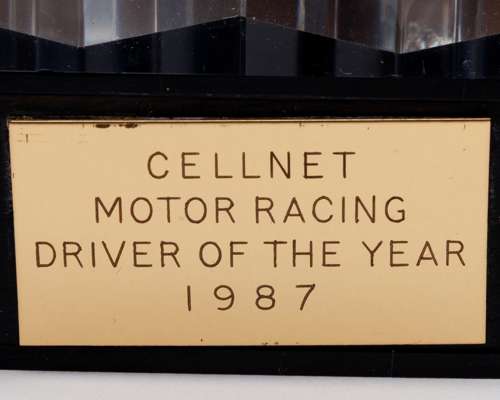 CELLNET
MOTOR RACING
DRIVER OF THE YEAR
1987